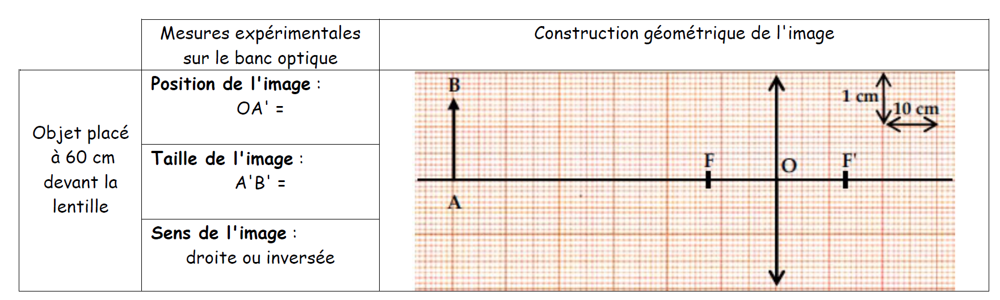 Mesures expérimentales
sur le banc optique
Construction géométrique de l'image
Objet placé
à 60 cm
devant la
lentille
Position de l'image :
OA' =
Taille de l'image :
A'B' =
Sens de l'image :
droite ou inversée
B
1 cm
10 cm
F
O
F'
A